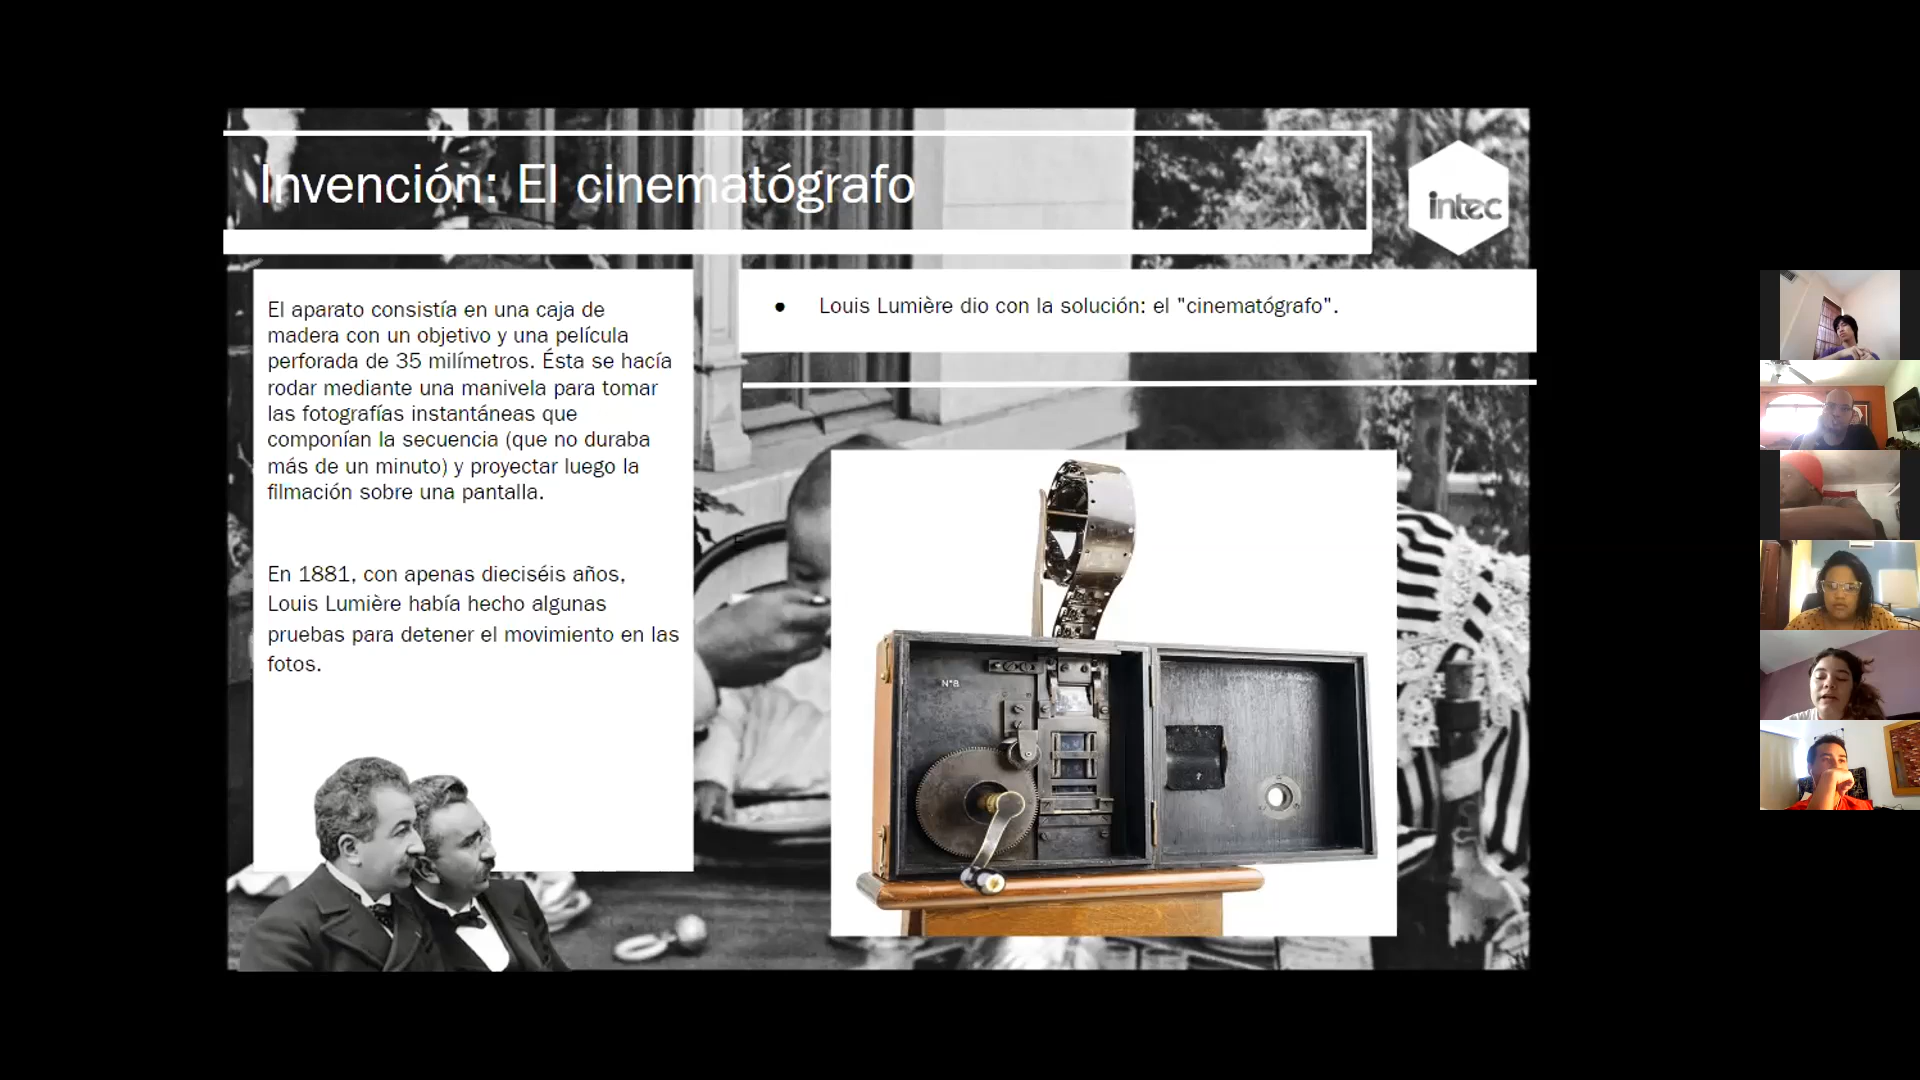 Invención: El cinematógrafo
intec
El aparato consistía en una caja de
madera con un objetivo y una película
perforada de 35 milímetros. Ésta se hacía
rodar mediante una manivela para tomar
las fotografías instantáneas que
componían la secuencia (que no duraba
más de un minuto) y proyectar luego la
filmación sobre una pantalla.
En 1881, con apenas dieciséis años,
Louis Lumière había hecho algunas
pruebas para detener el movimiento en las
fotos.
● Louis Lumière dio con la solución: el "cinematógrafo".
N°8